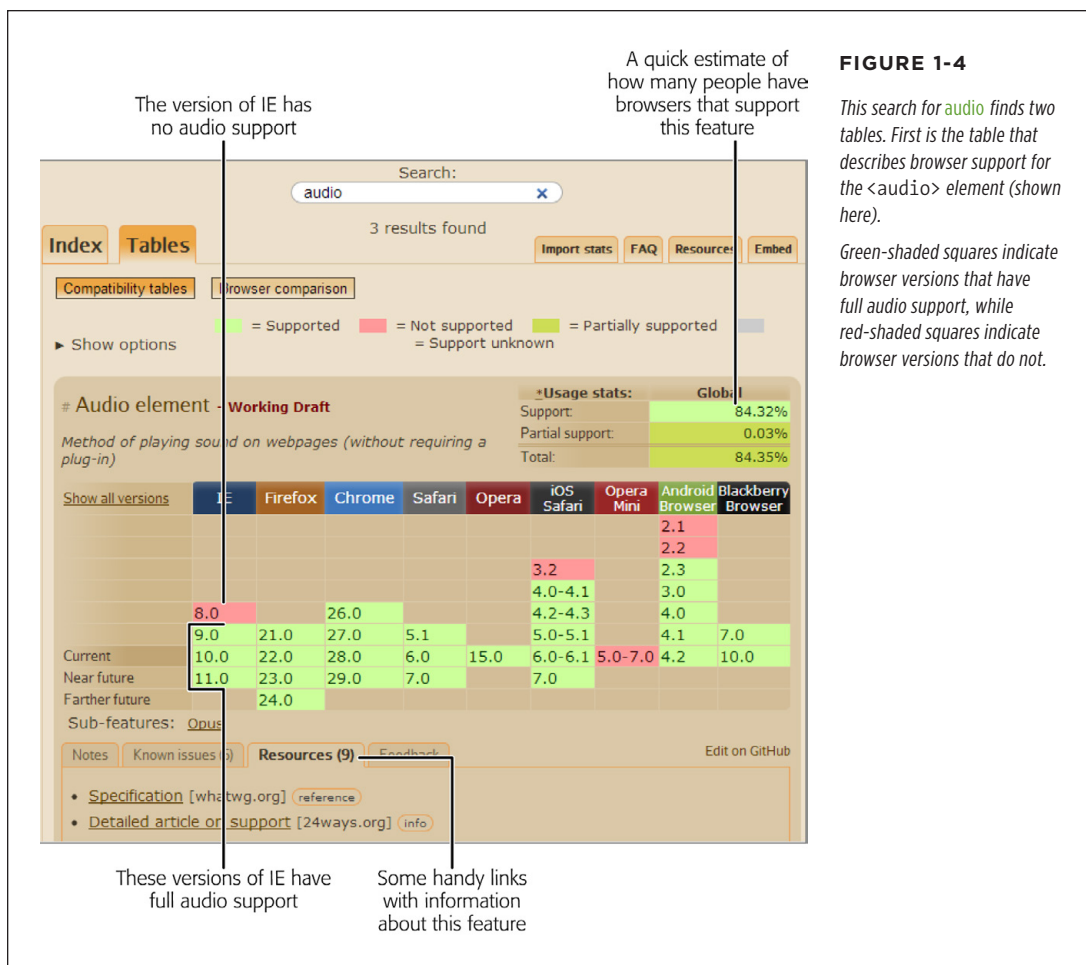 A quick estimate of
how many people have
browsers that support
this feature
The version of IE has
no audio support
FIGURE 1-4
This search for audio finds two
tables. First is the table that
describes browser support for
the <audio> element (shown
here).
Green-shaded squares indicate
browser versions that have
full audio support, while
red-shaded squares indicate
browser versions that do not.
Search:
audio
3 results found
Index Tables
Import stats FAQ Resources Embed
Compatibility tables Browser comparison
= Supported = Not supported = Partially supported
= Support unknown
Show options
# Audio element - Working Draft
Method of playing sound on webpages (without requiring a
plug-in)
*Usage stats: Global
Support: 84.32%
Partial support: 0.03%
Total: 84.35%
Show all versions IE Firefox Chrome Safari Opera iOS Safari Opera Mini Android Browser Blackberry Browser
2.1
2.2
3.2 2.3
4.0-4.1 3.0
8.0 26.0 4.2-4.3 4.0
9.0 21.0 27.0 5.1 5.0-5.1 4.1 7.0
Current 10.0 22.0 28.0 6.0 15.0 6.0-6.1 5.0-7.0 4.2 10.0
Near future 11.0 23.0 29.0 7.0 7.0
Farther future 24.0
Sub-features: Opus
Notes Known issues Resources (9) Feedback
Edit on GitHub
• Specification [whatwg.org] reference
• Detailed article on support [24ways.org] info
These versions of IE have
full audio support
Some handy links
with information
about this feature